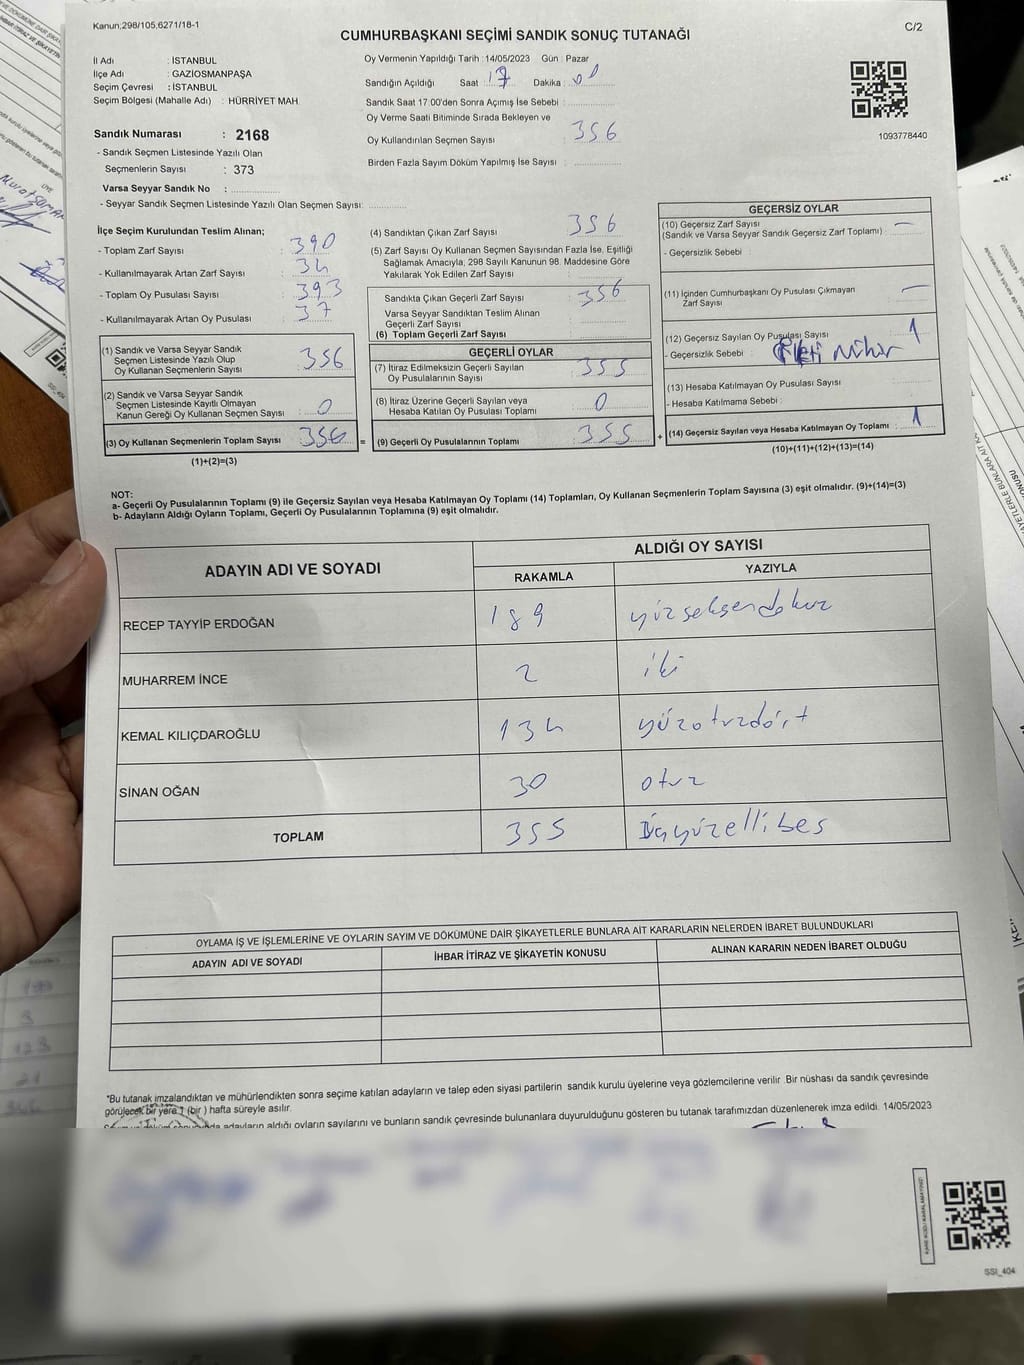 Kanun,298/105,6271/18-1
C/2
CUMHURBAŞKANI SEÇİMİ SANDIK SONUÇ TUTANAĞI
İl Adı : İSTANBUL
İlçe Adı : GAZİOSMANPAŞA
Seçim Çevresi : İSTANBUL
Seçim Bölgesi (Mahalle Adı) : HÜRRİYET MAH
Sandık Numarası : 2168
- Sandık Seçmen Listesinde Yazılı Olan
Seçmenlerin Sayısı : 373
Varsa Seyyar Sandık No :
- Seyyar Sandık Seçmen Listesinde Yazılı Olan Seçmen Sayısı:
Oy Vermenin Yapıldığı Tarih : 14/05/2023 Gün : Pazar
Sandığın Açıldığı Saat : 17 Dakika :
Sandık Saat 17:00'den Sonra Açımış İse Sebebi :
Oy Verme Saati Bitiminde Sırada Bekleyen ve
Oy Kullandırılan Seçmen Sayısı : 356
Birden Fazla Sayım Döküm Yapılmış İse Sayısı :
1093778440
İlçe Seçim Kurulundan Teslim Alınan;
- Toplam Zarf Sayısı : 390
- Kullanılmayarak Artan Zarf Sayısı : 34
- Toplam Oy Pusulası Sayısı : 393
- Kullanılmayarak Artan Oy Pusulası : 37
(1) Sandık ve Varsa Seyyar Sandık
Seçmen Listesinde Yazılı Olup
Oy Kullanan Seçmenlerin Sayısı : 356
(2) Sandık ve Varsa Seyyar Sandık
Seçmen Listesinde Kayıtlı Olmayan
Kanun Gereği Oy Kullanan Seçmen Sayısı : 0
(3) Oy Kullanan Seçmenlerin Toplam Sayısı : 356
(1)+(2)=(3)
(4) Sandıktan Çıkan Zarf Sayısı : 356
(5) Zarf Sayısı Oy Kullanan Seçmen Sayısından Fazla İse, Eşitliği
Sağlamak Amacıyla, 298 Sayılı Kanunun 98. Maddesine Göre
Yakılarak Yok Edilen Zarf Sayısı :
Sandıkta Çıkan Geçerli Zarf Sayısı : 356
Varsa Seyyar Sandıktan Teslim Alınan
Geçerli Zarf Sayısı :
(6) Toplam Geçerli Zarf Sayısı :
GEÇERLİ OYLAR
(7) İtiraz Edilmeksizin Geçerli Sayılan
Oy Pusulalarının Sayısı : 355
(8) İtiraz Üzerine Geçerli Sayılan veya
Hesaba Katılan Oy Pusulası Toplamı : 0
= (9) Geçerli Oy Pusulalarının Toplamı : 355
GEÇERSİZ OYLAR
(10) Geçersiz Zarf Sayısı : —
(Sandık ve Varsa Seyyar Sandık Geçersiz Zarf Toplamı)
- Geçersizlik Sebebi :
(11) İçinden Cumhurbaşkanı Oy Pusulası Çıkmayan
Zarf Sayısı : —
(12) Geçersiz Sayılan Oy Pusulası Sayısı : 1
- Geçersizlik Sebebi :
(13) Hesaba Katılmayan Oy Pusulası Sayısı :
- Hesaba Katılmama Sebebi :
+ (14) Geçersiz Sayılan veya Hesaba Katılmayan Oy Toplamı : 1
(10)+(11)+(12)+(13)=(14)
NOT:
a- Geçerli Oy Pusulalarının Toplamı (9) ile Geçersiz Sayılan veya Hesaba Katılmayan Oy Toplamı (14) Toplamları, Oy Kullanan Seçmenlerin Toplam Sayısına (3) eşit olmalıdır. (9)+(14)=(3)
b- Adayların Aldığı Oyların Toplamı, Geçerli Oy Pusulalarının Toplamına (9) eşit olmalıdır.
ADAYIN ADI VE SOYADI
ALDIĞI OY SAYISI
RAKAMLA YAZIYLA
RECEP TAYYİP ERDOĞAN 189 yüzseksendokuz
MUHARREM İNCE 2 iki
KEMAL KILIÇDAROĞLU 134 yüzotuzdört
SİNAN OĞAN 30 otuz
TOPLAM 355 üçyüzellibeş
OYLAMA İŞ VE İŞLEMLERİNE VE OYLARIN SAYIM VE DÖKÜMÜNE DAİR ŞİKAYETLERLE BUNLARA AİT KARARLARIN NELERDEN İBARET BULUNDUKLARI
ADAYIN ADI VE SOYADI İHBAR İTİRAZ VE ŞİKAYETİN KONUSU ALINAN KARARIN NEDEN İBARET OLDUĞU
"Bu tutanak imzalandıktan ve mühürlendikten sonra seçime katılan adayların ve talep eden siyasi partilerin sandık kurulu üyelerine veya gözlemcilerine verilir .Bir nüshası da sandık çevresinde
görülecek bir yere 1 (bir ) hafta süreyle asılır.
adayların aldığı oyların sayılarını ve bunların sandık çevresinde bulunanlara duyurulduğunu gösteren bu tutanak tarafımızdan düzenlenerek imza edildi. 14/05/2023
SSI_404